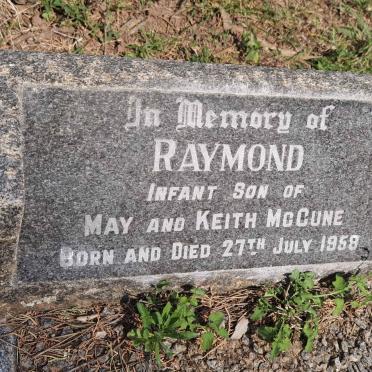 In Memory of
RAYMOND
INFANT SON OF
MAY AND KEITH MCCUNE
BORN AND DIED 27TH JULY 1958